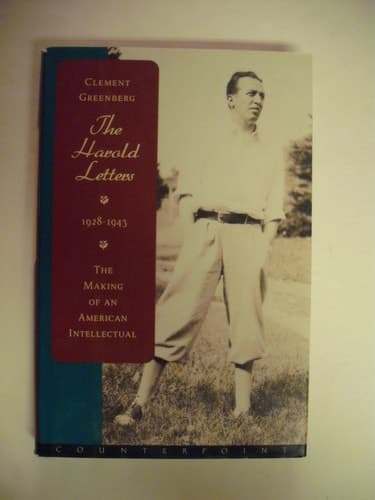 CLEMENT
GREENBERG
The
Harold
Letters
1928-1943
THE
MAKING
OF AN
AMERICAN
INTELLECTUAL
COUNTERPOINT